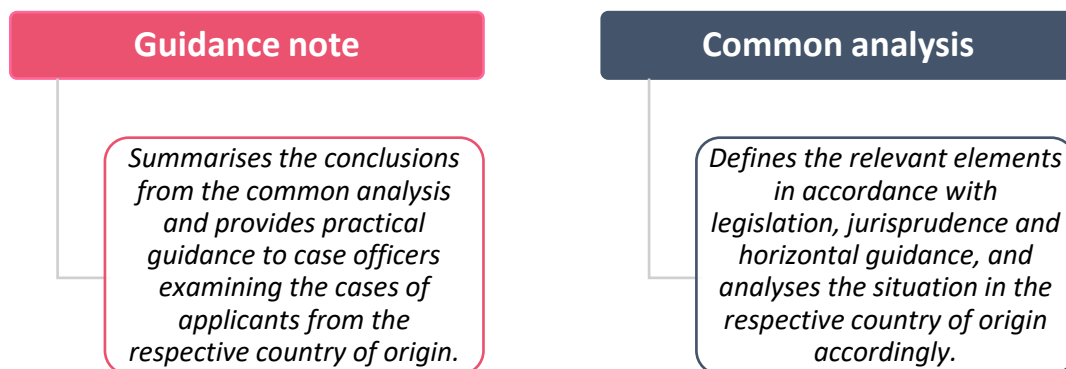 Guidance note
Summarises the conclusions
from the common analysis
and provides practical
guidance to case officers
examining the cases of
applicants from the
respective country of origin.
Common analysis
Defines the relevant elements
in accordance with
legislation, jurisprudence and
horizontal guidance, and
analyses the situation in the
respective country of origin
accordingly.